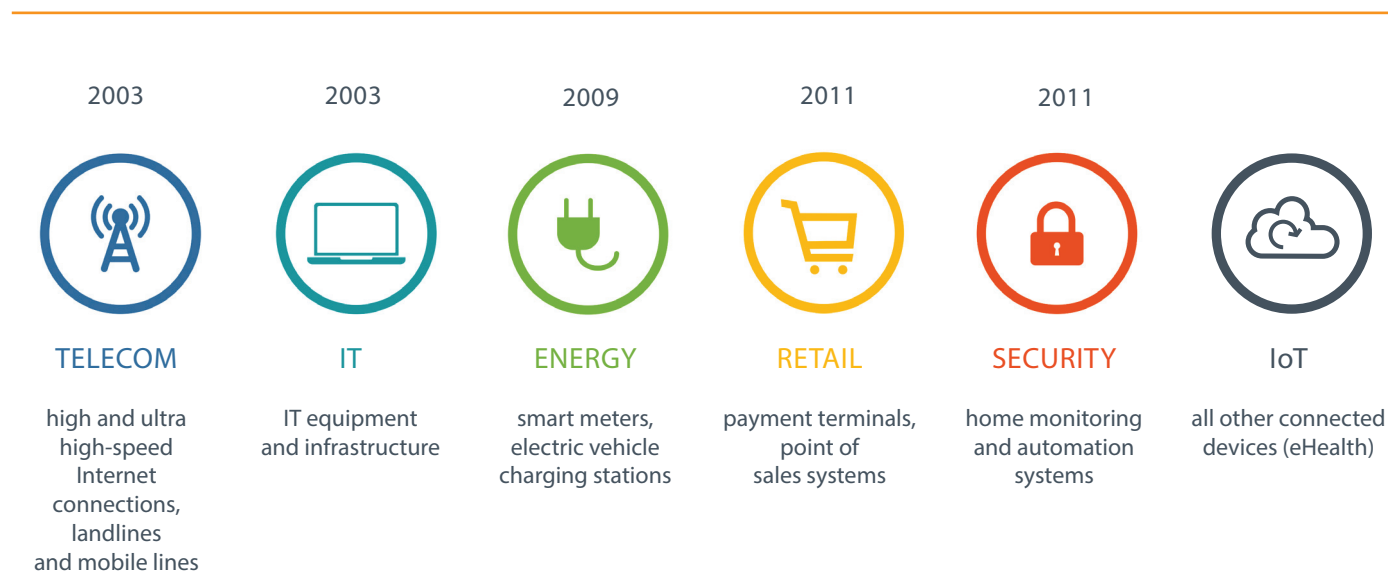 2003
2003
2009
2011
2011
TELECOM
high and ultra
high-speed
Internet
connections,
landlines
and mobile lines
IT
IT equipment
and infrastructure
ENERGY
smart meters,
electric vehicle
charging stations
RETAIL
payment terminals,
point of
sales systems
SECURITY
home monitoring
and automation
systems
IoT
all other connected
devices (eHealth)